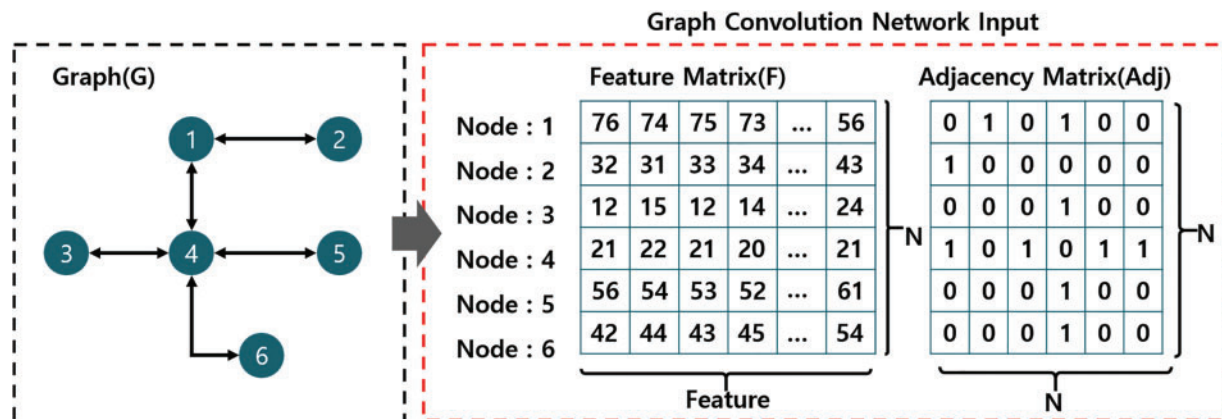 Graph Convolution Network Input
Graph(G)
1
2
3
4
5
6
Feature Matrix(F)
Adjacency Matrix(Adj)
Node : 1 76 74 75 73 ... 56 0 1 0 1 0 0
Node : 2 32 31 33 34 ... 43 1 0 0 0 0 0
Node : 3 12 15 12 14 ... 24 0 0 0 1 0 0
Node : 4 21 22 21 20 ... 21 1 0 1 0 1 1
Node : 5 56 54 53 52 ... 61 0 0 0 1 0 0
Node : 6 42 44 43 45 ... 54 0 0 0 1 0 0
N
N
Feature
N